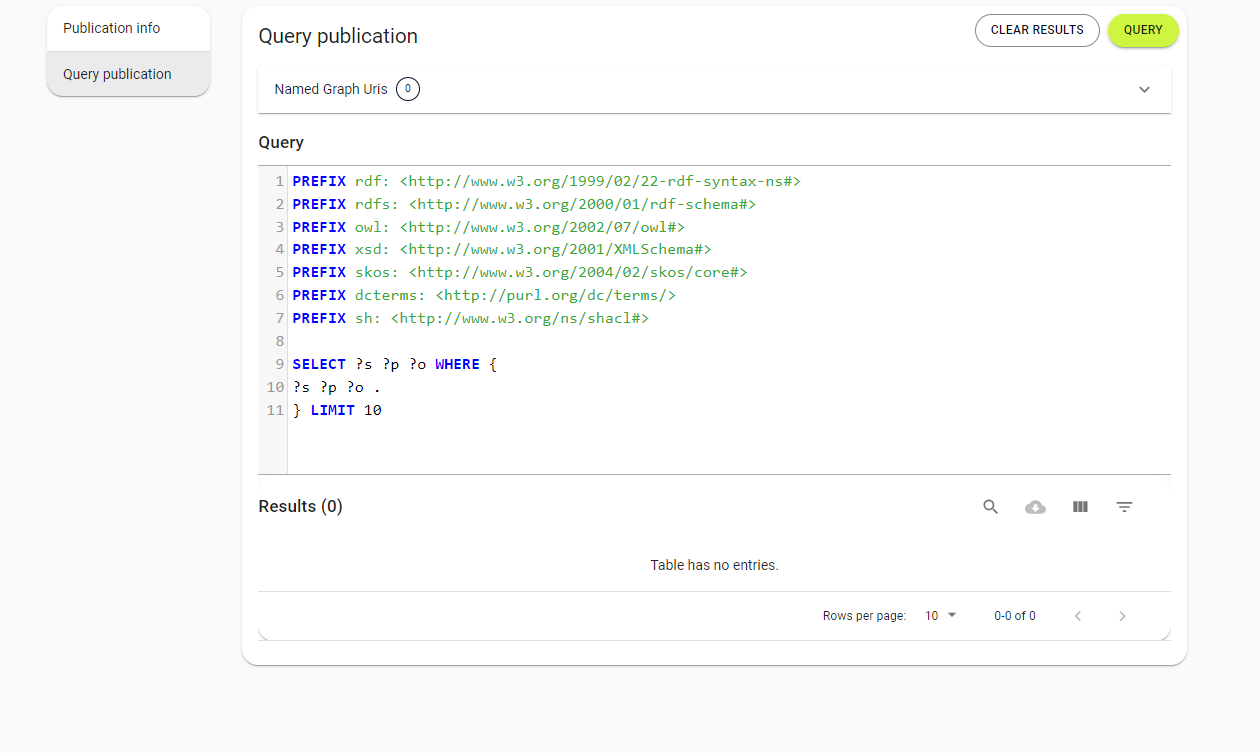 Publication info
Query publication
Query publication
CLEAR RESULTS
QUERY
Named Graph Uris 0
Query
1 PREFIX rdf: <http://www.w3.org/1999/02/22-rdf-syntax-ns#>
2 PREFIX rdfs: <http://www.w3.org/2000/01/rdf-schema#>
3 PREFIX owl: <http://www.w3.org/2002/07/owl#>
4 PREFIX xsd: <http://www.w3.org/2001/XMLSchema#>
5 PREFIX skos: <http://www.w3.org/2004/02/skos/core#>
6 PREFIX dcterms: <http://purl.org/dc/terms/>
7 PREFIX sh: <http://www.w3.org/ns/shacl#>
8
9 SELECT ?s ?p ?o WHERE {
10 ?s ?p ?o .
11 } LIMIT 10
Results (0)
Table has no entries.
Rows per page: 10 0-0 of 0